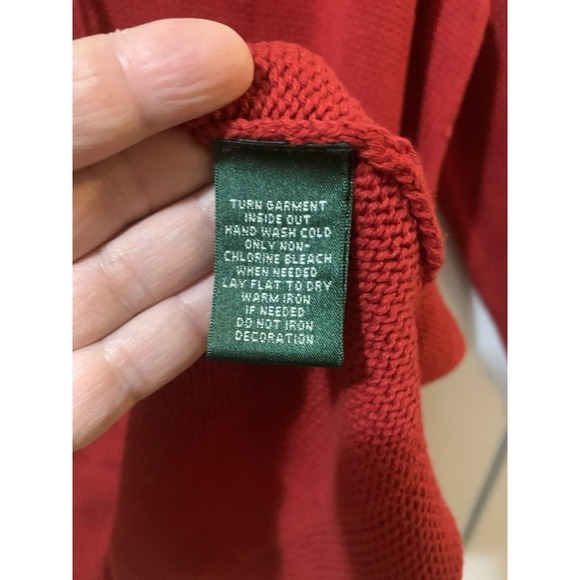 TURN GARMENT
INSIDE OUT
HAND WASH COLD
ONLY NON-
CHLORINE BLEACH
WHEN NEEDED
LAY FLAT TO DRY
WARM IRON
IF NEEDED
DO NOT IRON
DECORATION